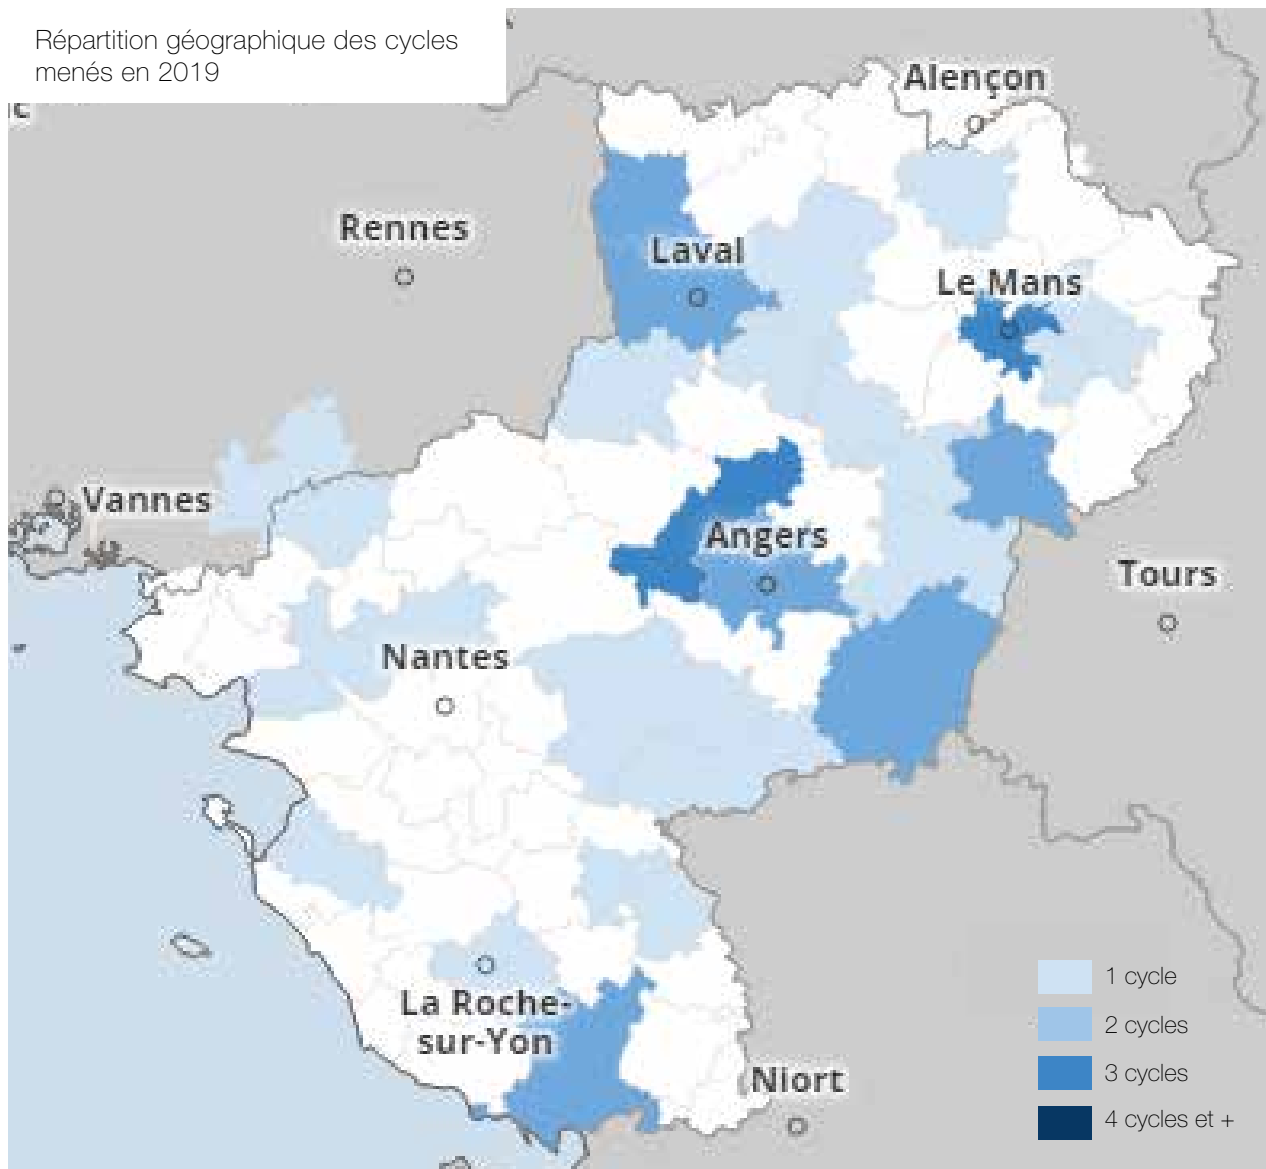 Répartition géographique des cycles
menés en 2019
Alençon
Rennes
Laval
Le Mans
Vannes
Angers
Tours
Nantes
La Roche-
sur-Yon
Niort
1 cycle
2 cycles
3 cycles
4 cycles et +